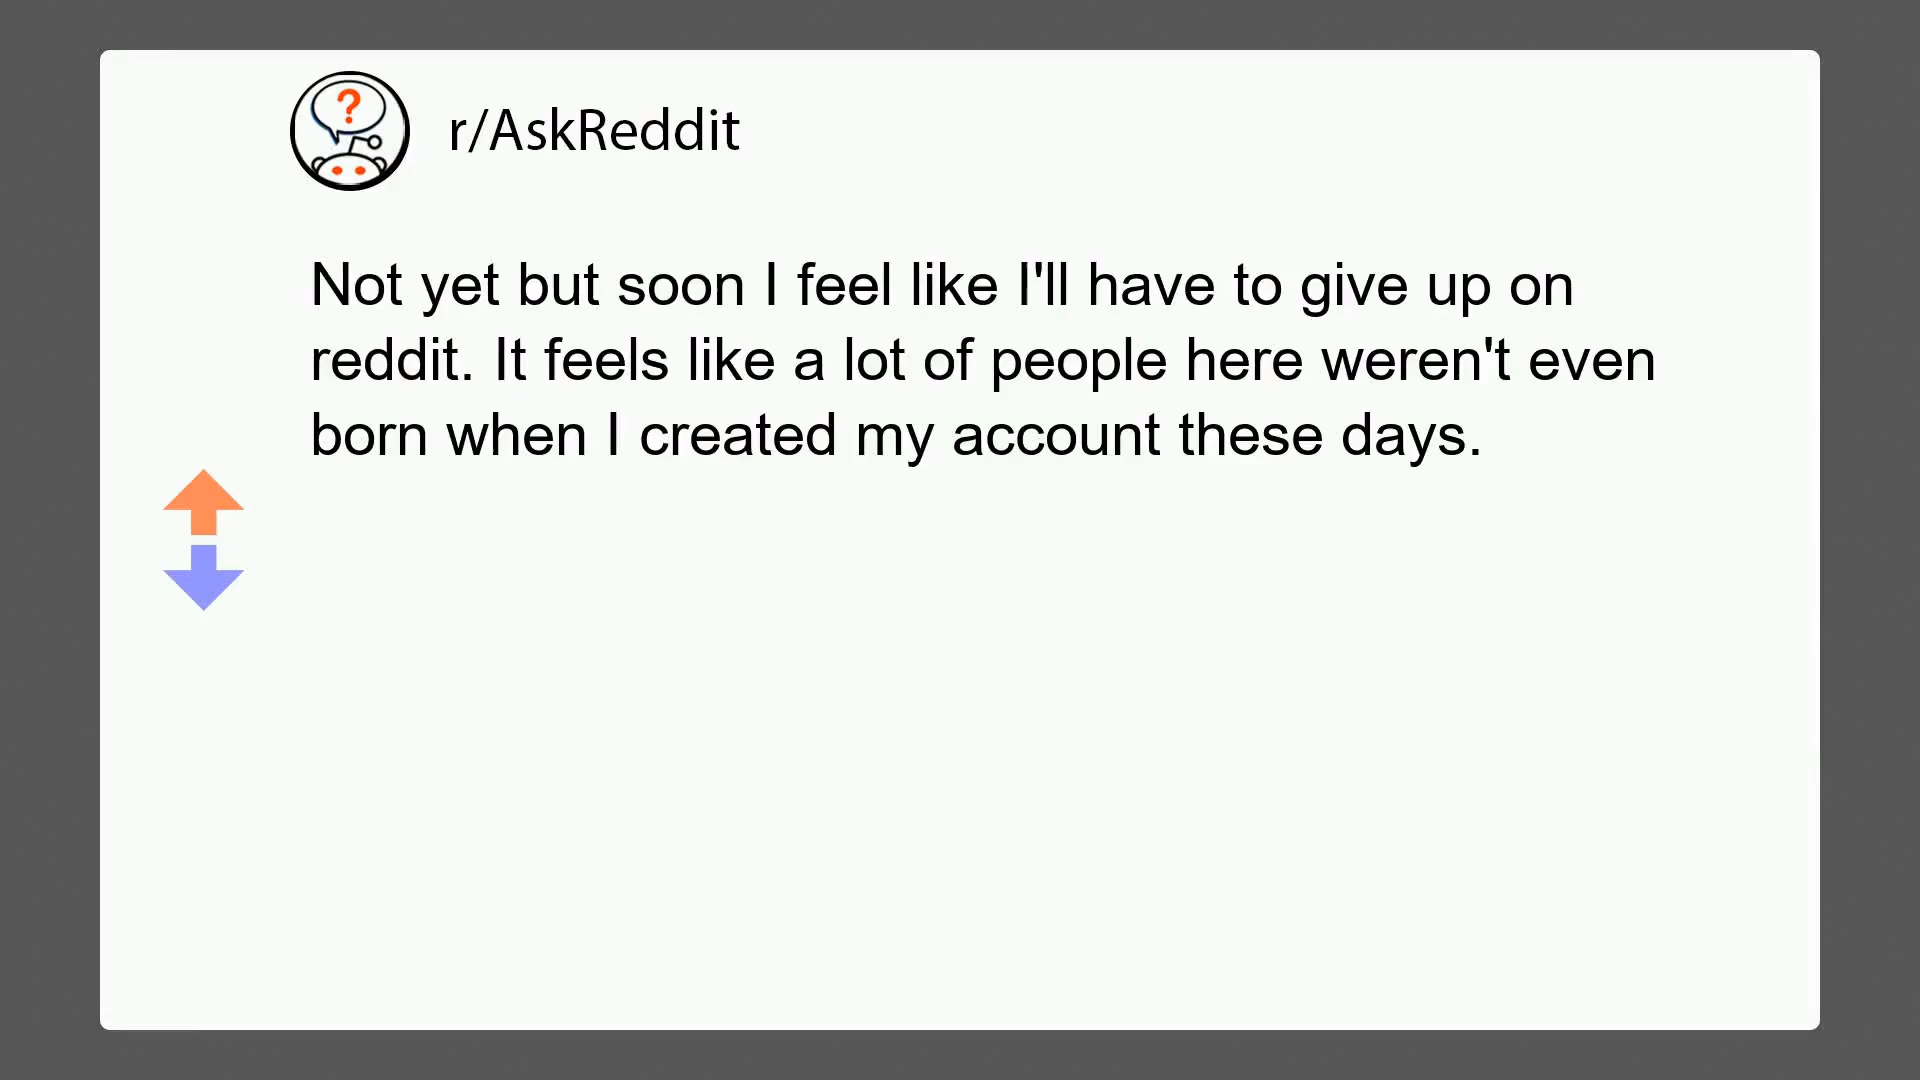 ?
r/AskReddit
Not yet but soon I feel like I'll have to give up on
reddit. It feels like a lot of people here weren't even
born when I created my account these days.